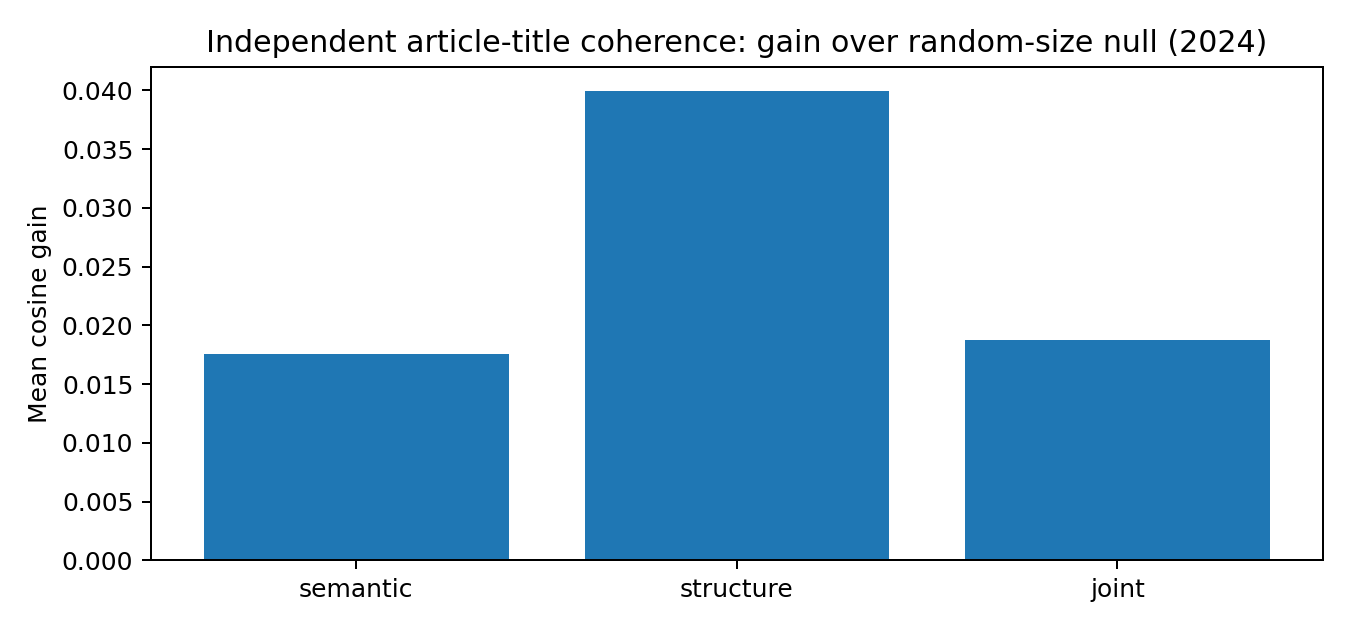 Independent article-title coherence: gain over random-size null (2024)
Mean cosine gain
0.040
0.035
0.030
0.025
0.020
0.015
0.010
0.005
0.000
semantic
structure
joint